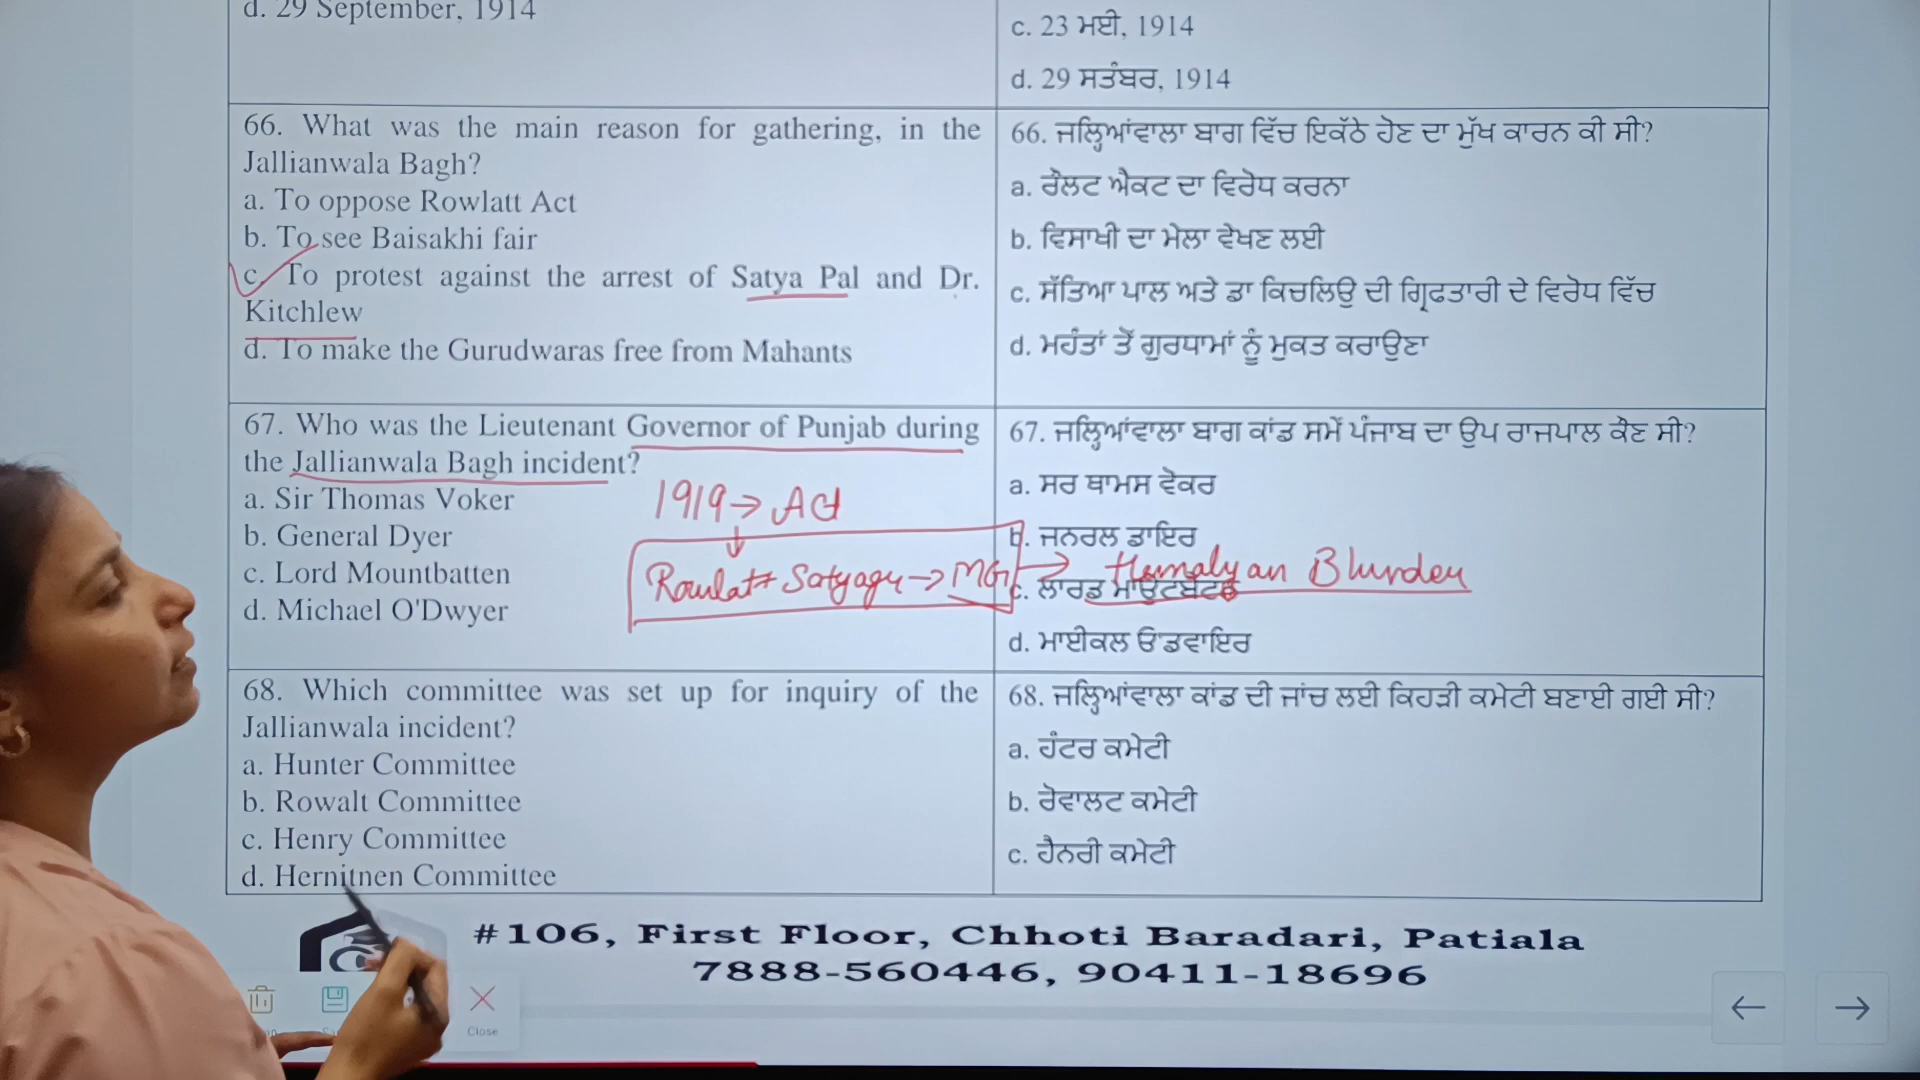 d. 29 September, 1914
66. What was the main reason for gathering, in the
Jallianwala Bagh?
a. To oppose Rowlatt Act
b. To see Baisakhi fair
c. To protest against the arrest of Satya Pal and Dr.
Kitchlew
d. To make the Gurudwaras free from Mahants
67. Who was the Lieutenant Governor of Punjab during
the Jallianwala Bagh incident?
a. Sir Thomas Voker
b. General Dyer
c. Lord Mountbatten
d. Michael O'Dwyer
1919 → Act
Rowlatt Satyagr → MG → Hemalyan Blunder
68. Which committee was set up for inquiry of the
Jallianwala incident?
a. Hunter Committee
b. Rowalt Committee
c. Henry Committee
d. Hernitnen Committee
c. 23 ਮਈ, 1914
d. 29 ਸਤੰਬਰ, 1914
66. ਜਲ੍ਹਿਆਂਵਾਲਾ ਬਾਗ ਵਿੱਚ ਇਕੱਠੇ ਹੋਣ ਦਾ ਮੁੱਖ ਕਾਰਨ ਕੀ ਸੀ?
a. ਰੌਲਟ ਐਕਟ ਦਾ ਵਿਰੋਧ ਕਰਨਾ
b. ਵਿਸਾਖੀ ਦਾ ਮੇਲਾ ਵੇਖਣ ਲਈ
c. ਸੱਤਿਆ ਪਾਲ ਅਤੇ ਡਾ ਕਿਚਲਿਉ ਦੀ ਗ੍ਰਿਫਤਾਰੀ ਦੇ ਵਿਰੋਧ ਵਿੱਚ
d. ਮਹੰਤਾਂ ਤੋਂ ਗੁਰਧਾਮਾਂ ਨੂੰ ਮੁਕਤ ਕਰਾਉਣਾ
67. ਜਲ੍ਹਿਆਂਵਾਲਾ ਬਾਗ ਕਾਂਡ ਸਮੇਂ ਪੰਜਾਬ ਦਾ ਉਪ ਰਾਜਪਾਲ ਕੌਣ ਸੀ?
a. ਸਰ ਥਾਮਸ ਵੋਕਰ
b. ਜਨਰਲ ਡਾਇਰ
c. ਲਾਰਡ ਮਾਊਂਟਬੇਟਨ
d. ਮਾਈਕਲ ਓ'ਡਵਾਇਰ
68. ਜਲ੍ਹਿਆਂਵਾਲਾ ਕਾਂਡ ਦੀ ਜਾਂਚ ਲਈ ਕਿਹੜੀ ਕਮੇਟੀ ਬਣਾਈ ਗਈ ਸੀ?
a. ਹੰਟਰ ਕਮੇਟੀ
b. ਰੋਵਾਲਟ ਕਮੇਟੀ
c. ਹੈਨਰੀ ਕਮੇਟੀ
#106, First Floor, Chhoti Baradari, Patiala
7888-560446, 90411-18696
Close